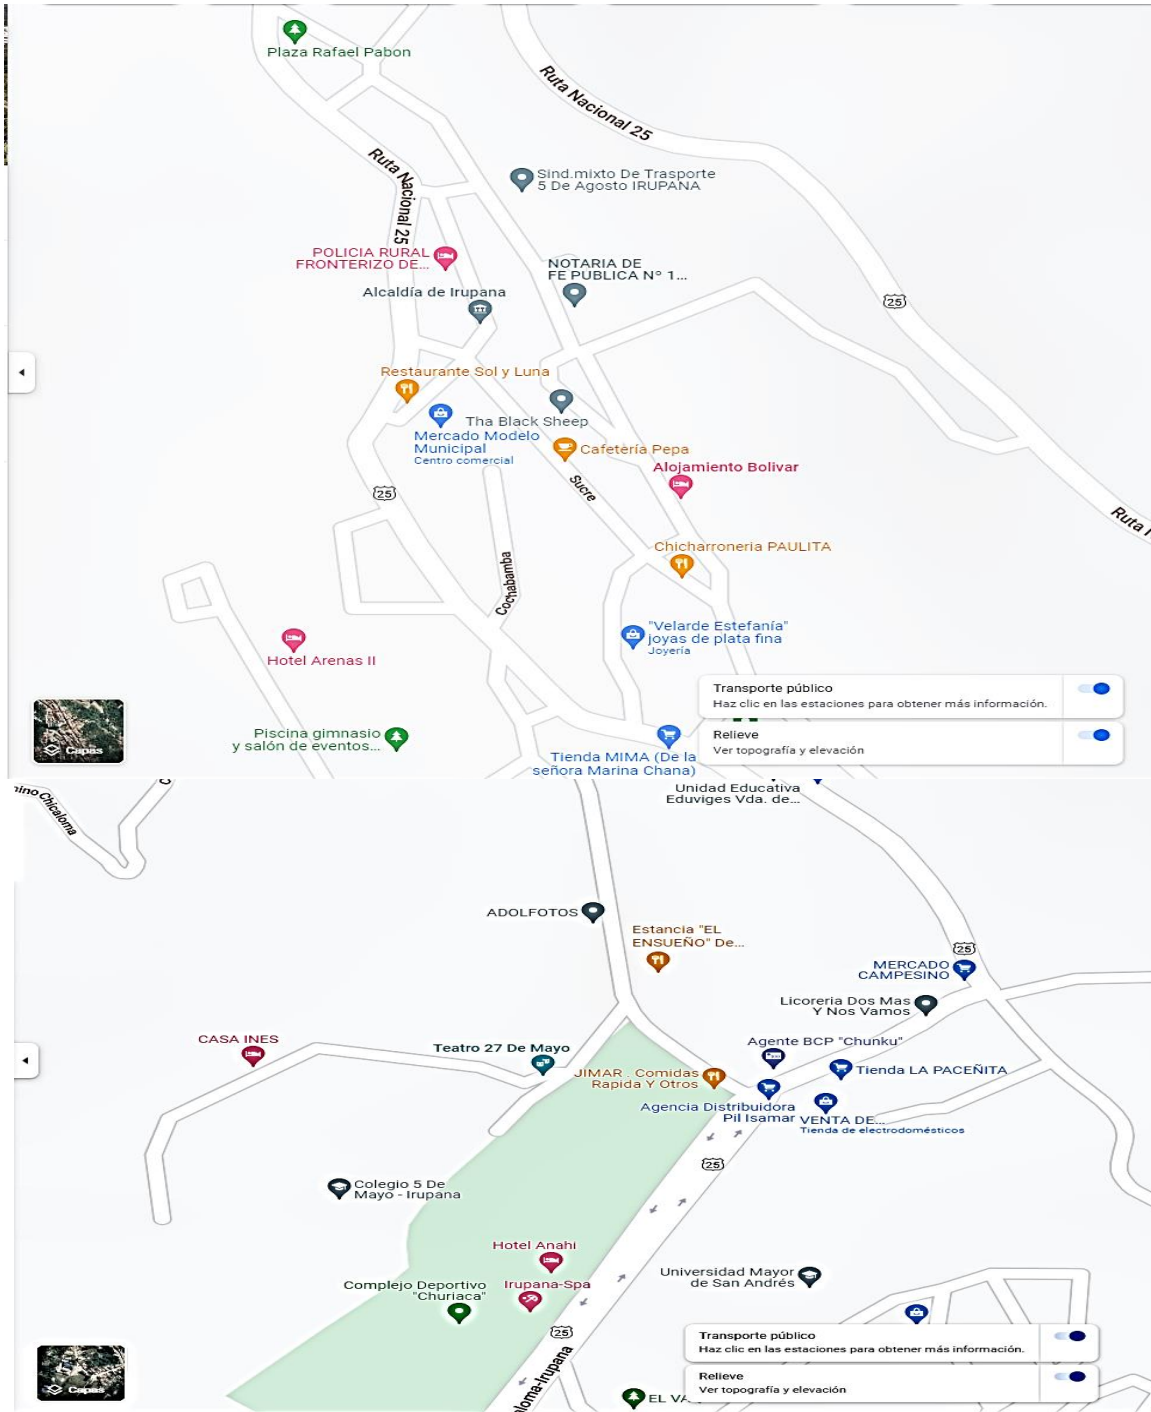 Plaza Rafael Pabon
Ruta Nacional 25
Ruta Nacional 25
Sind.mixto De Trasporte
5 De Agosto IRUPANA
POLICIA RURAL
FRONTERIZO DE...
NOTARIA DE
FE PUBLICA Nº 1...
Alcaldía de Irupana
25
Restaurante Sol y Luna
Tha Black Sheep
Mercado Modelo
Municipal
Centro comercial
Cafetería Pepa
Alojamiento Bolivar
Sucre
25
Ruta
Chicharroneria PAULITA
Cochabamba
"Velarde Estefanía"
joyas de plata fina
Joyería
Hotel Arenas II
Transporte público
Haz clic en las estaciones para obtener más información.
Relieve
Ver topografía y elevación
Capas
Piscina gimnasio
y salón de eventos...
Tienda MIMA (De la
señora Marina Chana)
Unidad Educativa
Eduviges Vda. de...
Chicaloma
ADOLFOTOS
Estancia "EL
ENSUEÑO" De...
25
MERCADO
CAMPESINO
Licoreria Dos Mas
Y Nos Vamos
CASA INES
Teatro 27 De Mayo
Agente BCP "Chunku"
JIMAR . Comidas
Rapida Y Otros
Tienda LA PACEÑITA
Agencia Distribuidora
Pil Isamar
VENTA DE...
Tienda de electrodomésticos
25
Colegio 5 De
Mayo - Irupana
Hotel Anahi
Irupana-Spa
Complejo Deportivo
"Churiaca"
Universidad Mayor
de San Andrés
25
Transporte público
Haz clic en las estaciones para obtener más información.
Relieve
Ver topografía y elevación
Capas
EL